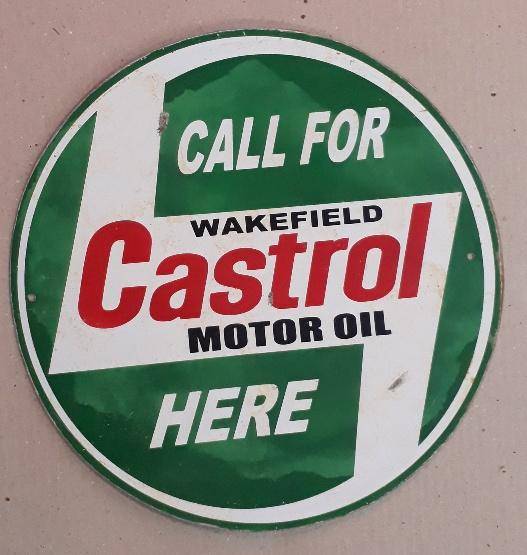 CALL FOR
WAKEFIELD
Castrol
MOTOR OIL
HERE